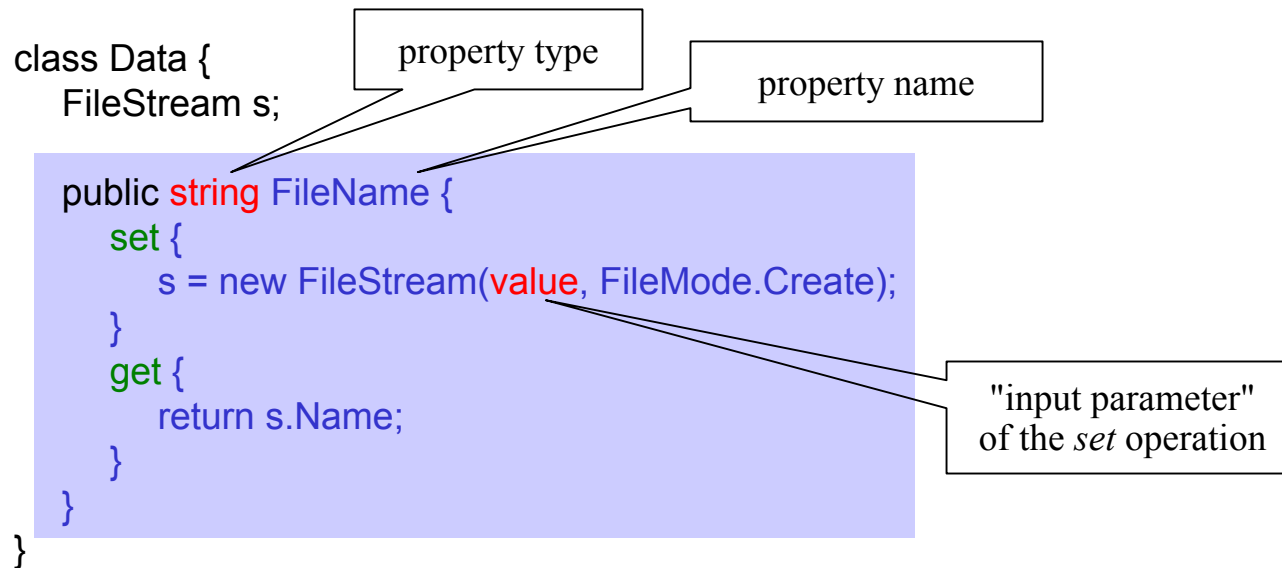 property type
class Data {
FileStream s;
property name
public string FileName {
set {
s = new FileStream(value, FileMode.Create);
}
get {
return s.Name;
}
}
}
"input parameter"
of the set operation